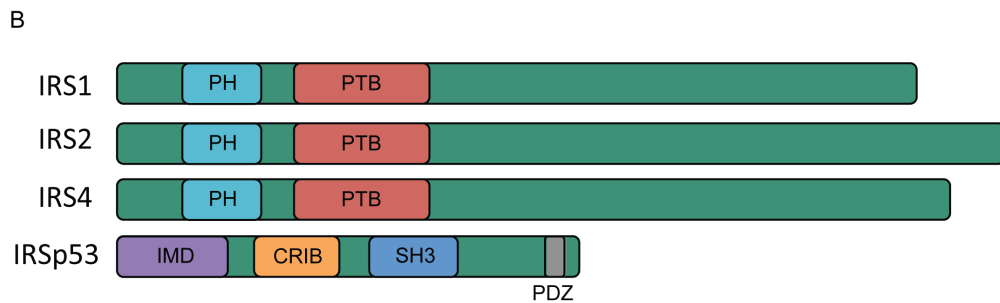 B
IRS1 PH PTB
IRS2 PH PTB
IRS4 PH PTB
IRSp53 IMD CRIB SH3
PDZ